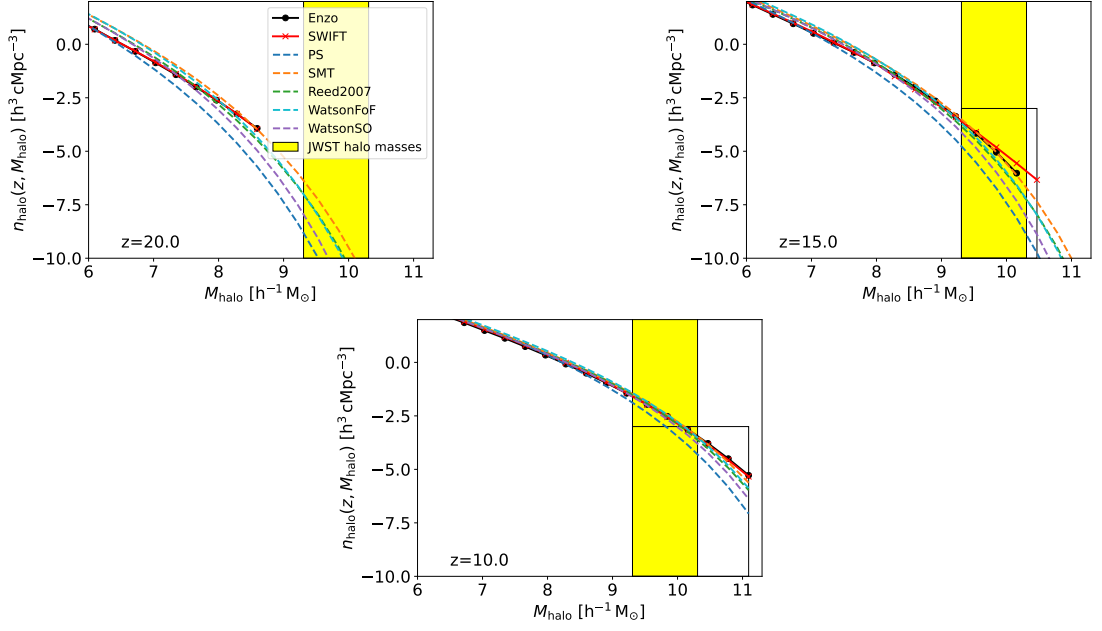 0.0
−2.5
−5.0
−7.5
−10.0
n_halo(z, M_halo) [h³ cMpc⁻³]
Enzo
SWIFT
PS
SMT
Reed2007
WatsonFoF
WatsonSO
JWST halo masses
z=20.0
6 7 8 9 10 11
M_halo [h⁻¹ M_⊙]
0.0
−2.5
−5.0
−7.5
−10.0
n_halo(z, M_halo) [h³ cMpc⁻³]
z=15.0
6 7 8 9 10 11
M_halo [h⁻¹ M_⊙]
0.0
−2.5
−5.0
−7.5
−10.0
n_halo(z, M_halo) [h³ cMpc⁻³]
z=10.0
6 7 8 9 10 11
M_halo [h⁻¹ M_⊙]